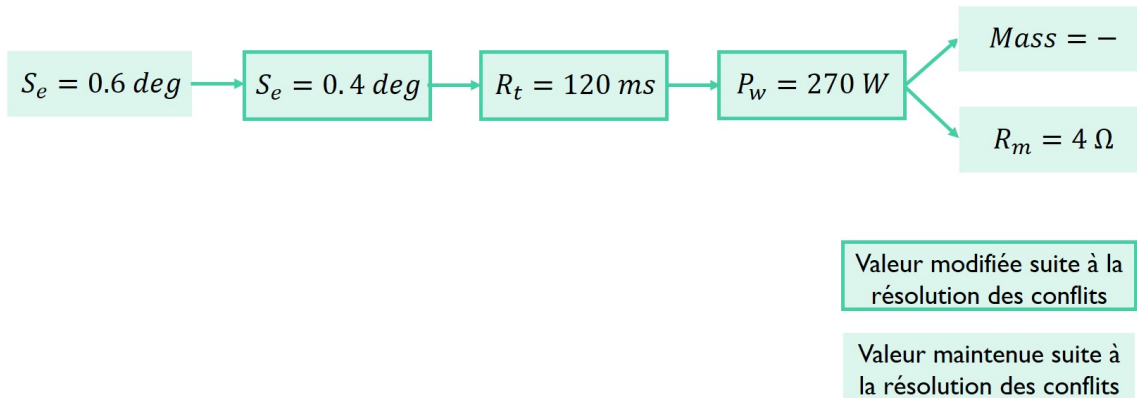 Mass = −
S_e = 0.6 deg
S_e = 0.4 deg
R_t = 120 ms
P_w = 270 W
R_m = 4 Ω
Valeur modifiée suite à la
résolution des conflits
Valeur maintenue suite à
la résolution des conflits